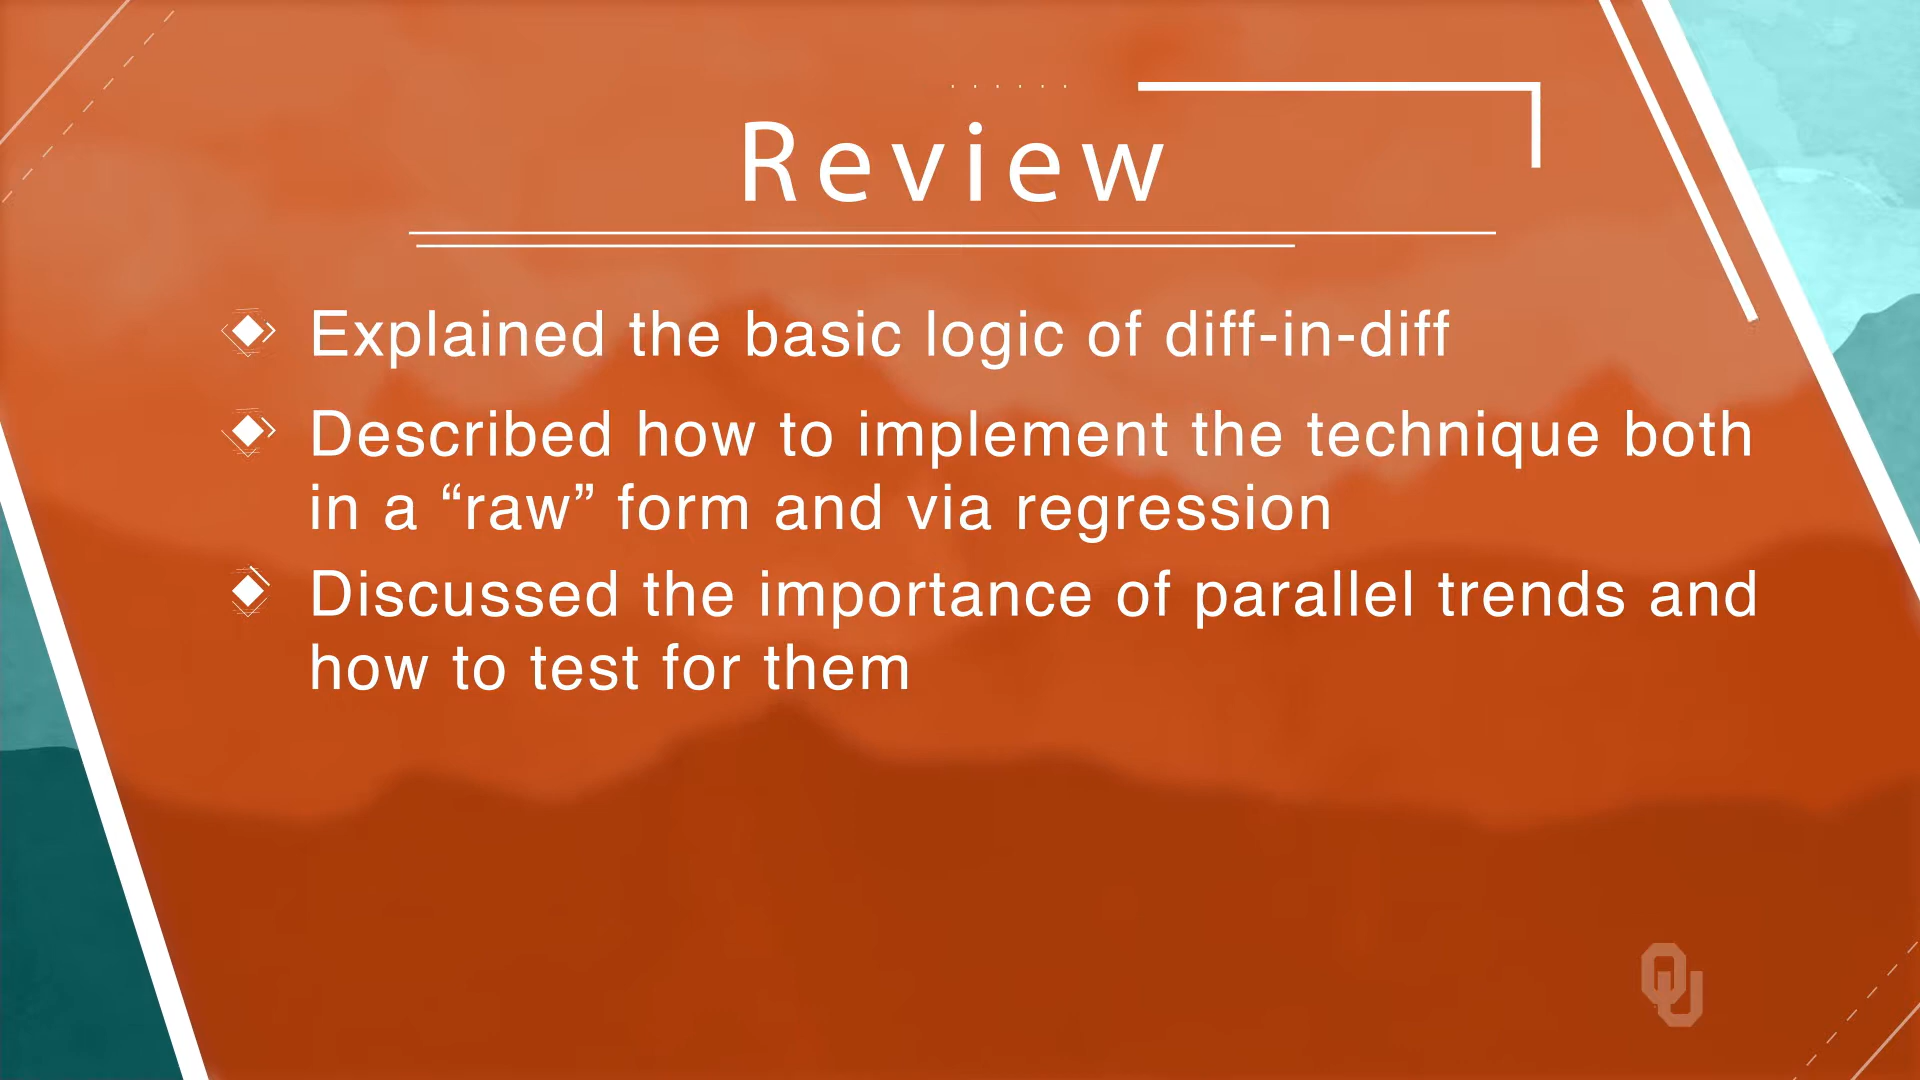 Review
Explained the basic logic of diff-in-diff
Described how to implement the technique both
in a “raw” form and via regression
Discussed the importance of parallel trends and
how to test for them
OU